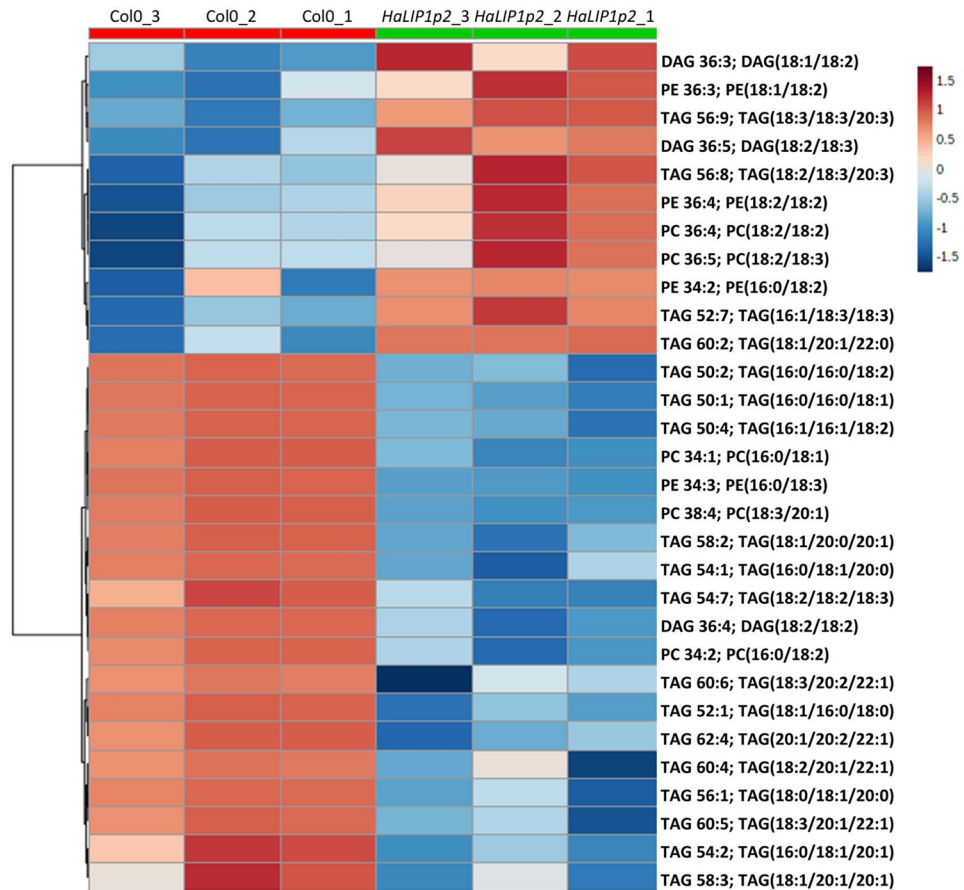 Col0_3 Col0_2 Col0_1 HaLIP1p2_3 HaLIP1p2_2 HaLIP1p2_1
DAG 36:3; DAG(18:1/18:2)
PE 36:3; PE(18:1/18:2)
TAG 56:9; TAG(18:3/18:3/20:3)
DAG 36:5; DAG(18:2/18:3)
TAG 56:8; TAG(18:2/18:3/20:3)
PE 36:4; PE(18:2/18:2)
PC 36:4; PC(18:2/18:2)
PC 36:5; PC(18:2/18:3)
PE 34:2; PE(16:0/18:2)
TAG 52:7; TAG(16:1/18:3/18:3)
TAG 60:2; TAG(18:1/20:1/22:0)
TAG 50:2; TAG(16:0/16:0/18:2)
TAG 50:1; TAG(16:0/16:0/18:1)
TAG 50:4; TAG(16:1/16:1/18:2)
PC 34:1; PC(16:0/18:1)
PE 34:3; PE(16:0/18:3)
PC 38:4; PC(18:3/20:1)
TAG 58:2; TAG(18:1/20:0/20:1)
TAG 54:1; TAG(16:0/18:1/20:0)
TAG 54:7; TAG(18:2/18:2/18:3)
DAG 36:4; DAG(18:2/18:2)
PC 34:2; PC(16:0/18:2)
TAG 60:6; TAG(18:3/20:2/22:1)
TAG 52:1; TAG(18:1/16:0/18:0)
TAG 62:4; TAG(20:1/20:2/22:1)
TAG 60:4; TAG(18:2/20:1/22:1)
TAG 56:1; TAG(18:0/18:1/20:0)
TAG 60:5; TAG(18:3/20:1/22:1)
TAG 54:2; TAG(16:0/18:1/20:1)
TAG 58:3; TAG(18:1/20:1/20:1)
1.5
1
0.5
0
-0.5
-1
-1.5